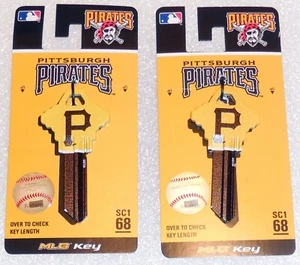 PIRATES
PITTSBURGH
PIRATES
P
OVER TO CHECK
KEY LENGTH
SC1
68
MLB Key
PIRATES
PITTSBURGH
PIRATES
P
OVER TO CHECK
KEY LENGTH
SC1
68
MLB Key